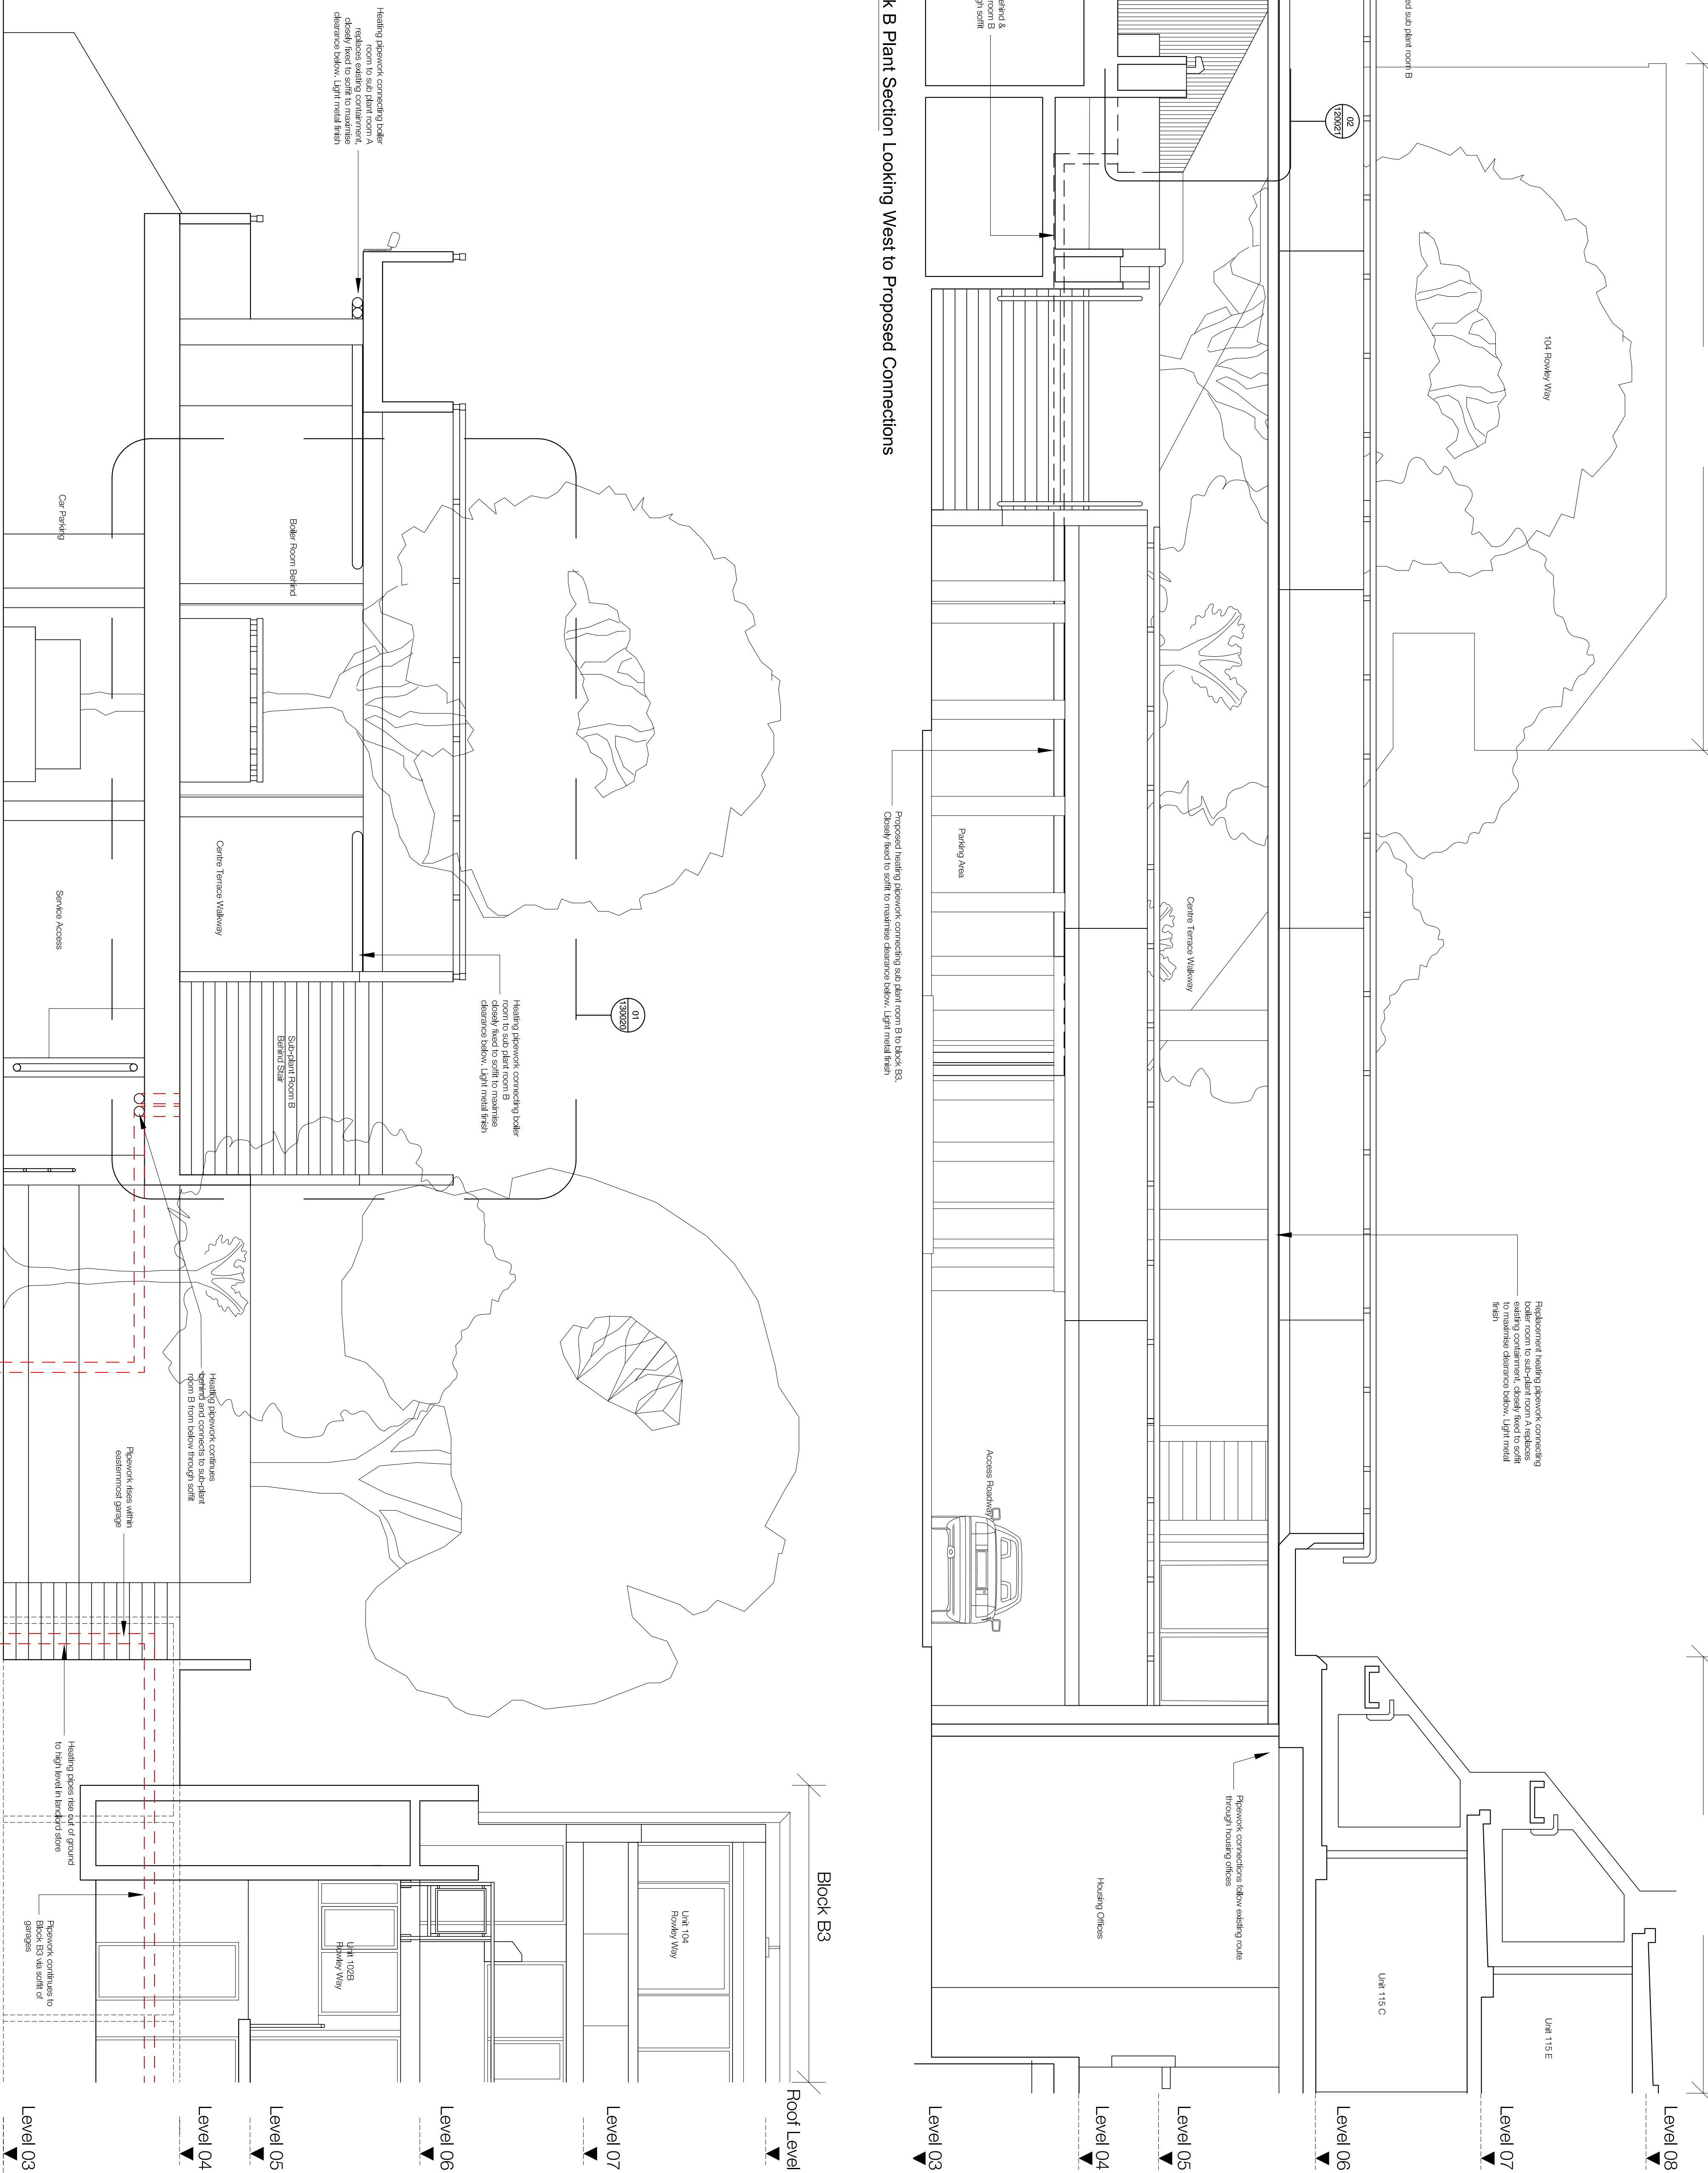 ed sub plant room B
104 Rowley Way
02
120021
ehind &
room B
gh soffit
Replacement heating pipework connecting
boiler room to sub-plant room A replaces
existing containment, closely fixed to soffit
to maximise clearance below. Light metal
finish
Centre Terrace Walkway
Parking Area
Access Roadway
Proposed heating pipework connecting sub plant room B to block B3.
Closely fixed to soffit to maximise clearance below. Light metal finish
Pipework connections follow existing route
through housing offices
Housing Offices
Unit 115 C
Unit 115 E
Level 08
Level 07
Level 06
Level 05
Level 04
Level 03
k B Plant Section Looking West to Proposed Connections
Heating pipework connecting boiler
room to sub plant room A
replaces existing containment,
closely fixed to soffit to maximise
clearance below. Light metal finish
Boiler Room Behind
Car Parking
Centre Terrace Walkway
Service Access
01
130020
Heating pipework connecting boiler
room to sub plant room B
closely fixed to soffit to maximise
clearance below. Light metal finish
Sub-plant Room B
Behind Stair
Heating pipework continues
behind and connects to sub-plant
room B from below through soffit
Pipework rises within
easternmost garage
Heating pipes rise out of ground
to high level in landlord store
Pipework continues to
Block B3 via soffit of
garages
Block B3
Unit 104
Rowley Way
Unit 102B
Rowley Way
Roof Level
Level 07
Level 06
Level 05
Level 04
Level 03